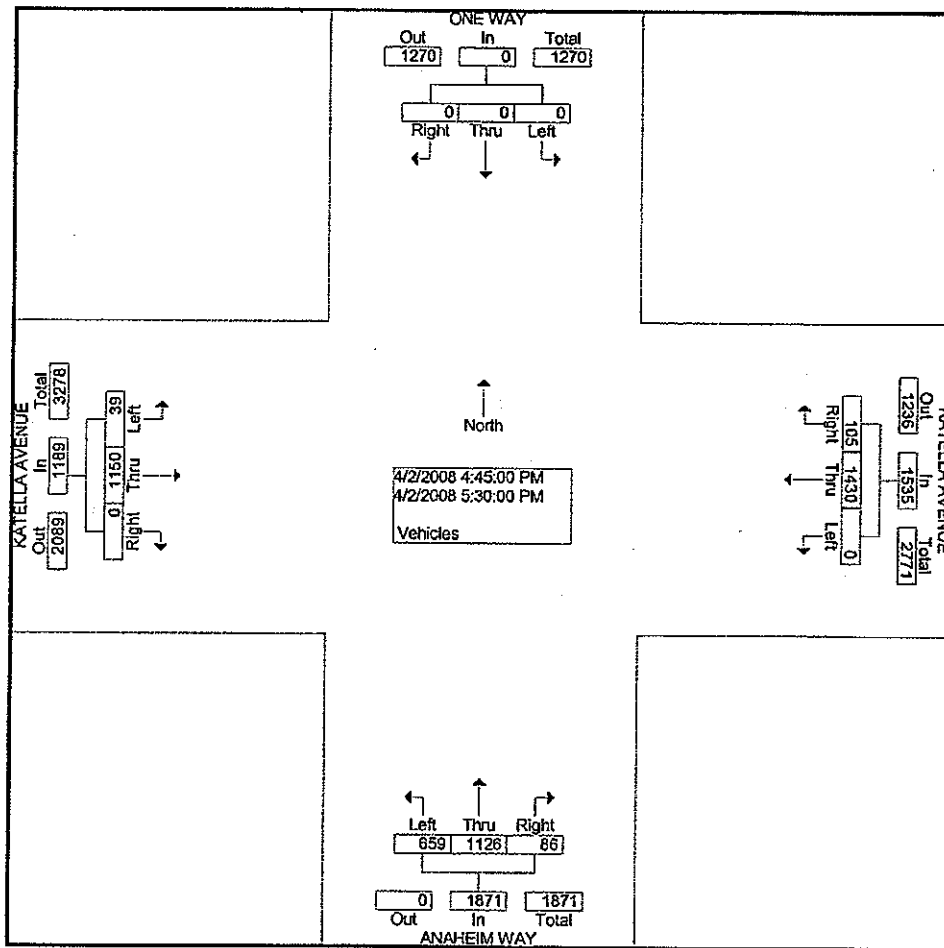 ONE WAY
Out In Total
1270 0 1270
0 0 0
Right Thru Left
KATELLA AVENUE
Total In Out
3278 1189 2089
39 1150 0
Left Thru Right
North
4/2/2008 4:45:00 PM
4/2/2008 5:30:00 PM
Vehicles
Right Thru Left
105 1430 0
Out In Total
1236 1535 2771
KATELLA AVENUE
Left Thru Right
659 1126 86
0 1871 1871
Out In Total
ANAHEIM WAY